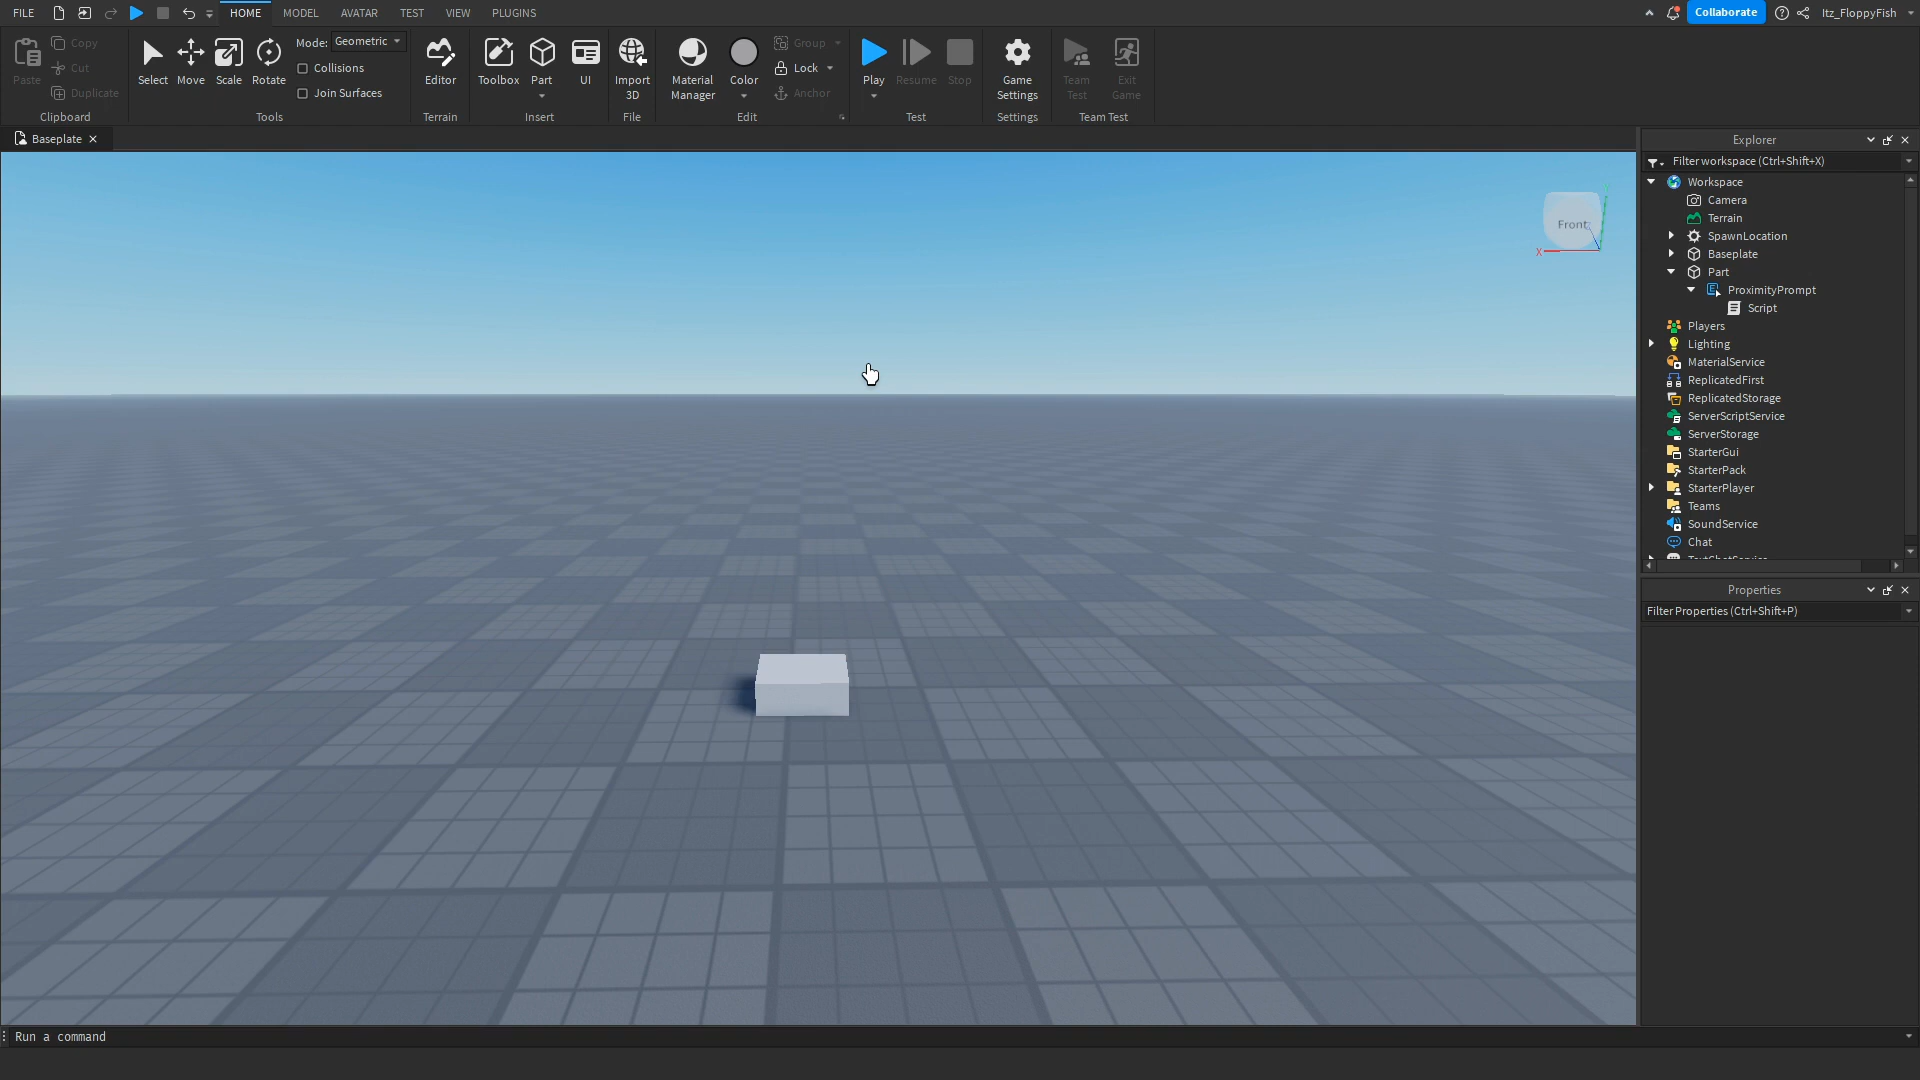 FILE HOME MODEL AVATAR TEST VIEW PLUGINS Collaborate Itz_FloppyFish
Paste Copy Cut Duplicate
Clipboard
Select Move Scale Rotate
Mode: Geometric
Collisions
Join Surfaces
Tools
Editor
Terrain
Toolbox Part UI
Insert
Import
3D
File
Material
Manager
Color
Group
Lock
Anchor
Edit
Play Resume Stop
Test
Game
Settings
Settings
Team
Test
Exit
Game
Team Test
Baseplate
Front
X
Explorer
Filter workspace (Ctrl+Shift+X)
Workspace
Camera
Terrain
SpawnLocation
Baseplate
Part
ProximityPrompt
Script
Players
Lighting
MaterialService
ReplicatedFirst
ReplicatedStorage
ServerScriptService
ServerStorage
StarterGui
StarterPack
StarterPlayer
Teams
SoundService
Chat
Properties
Filter Properties (Ctrl+Shift+P)
Run a command